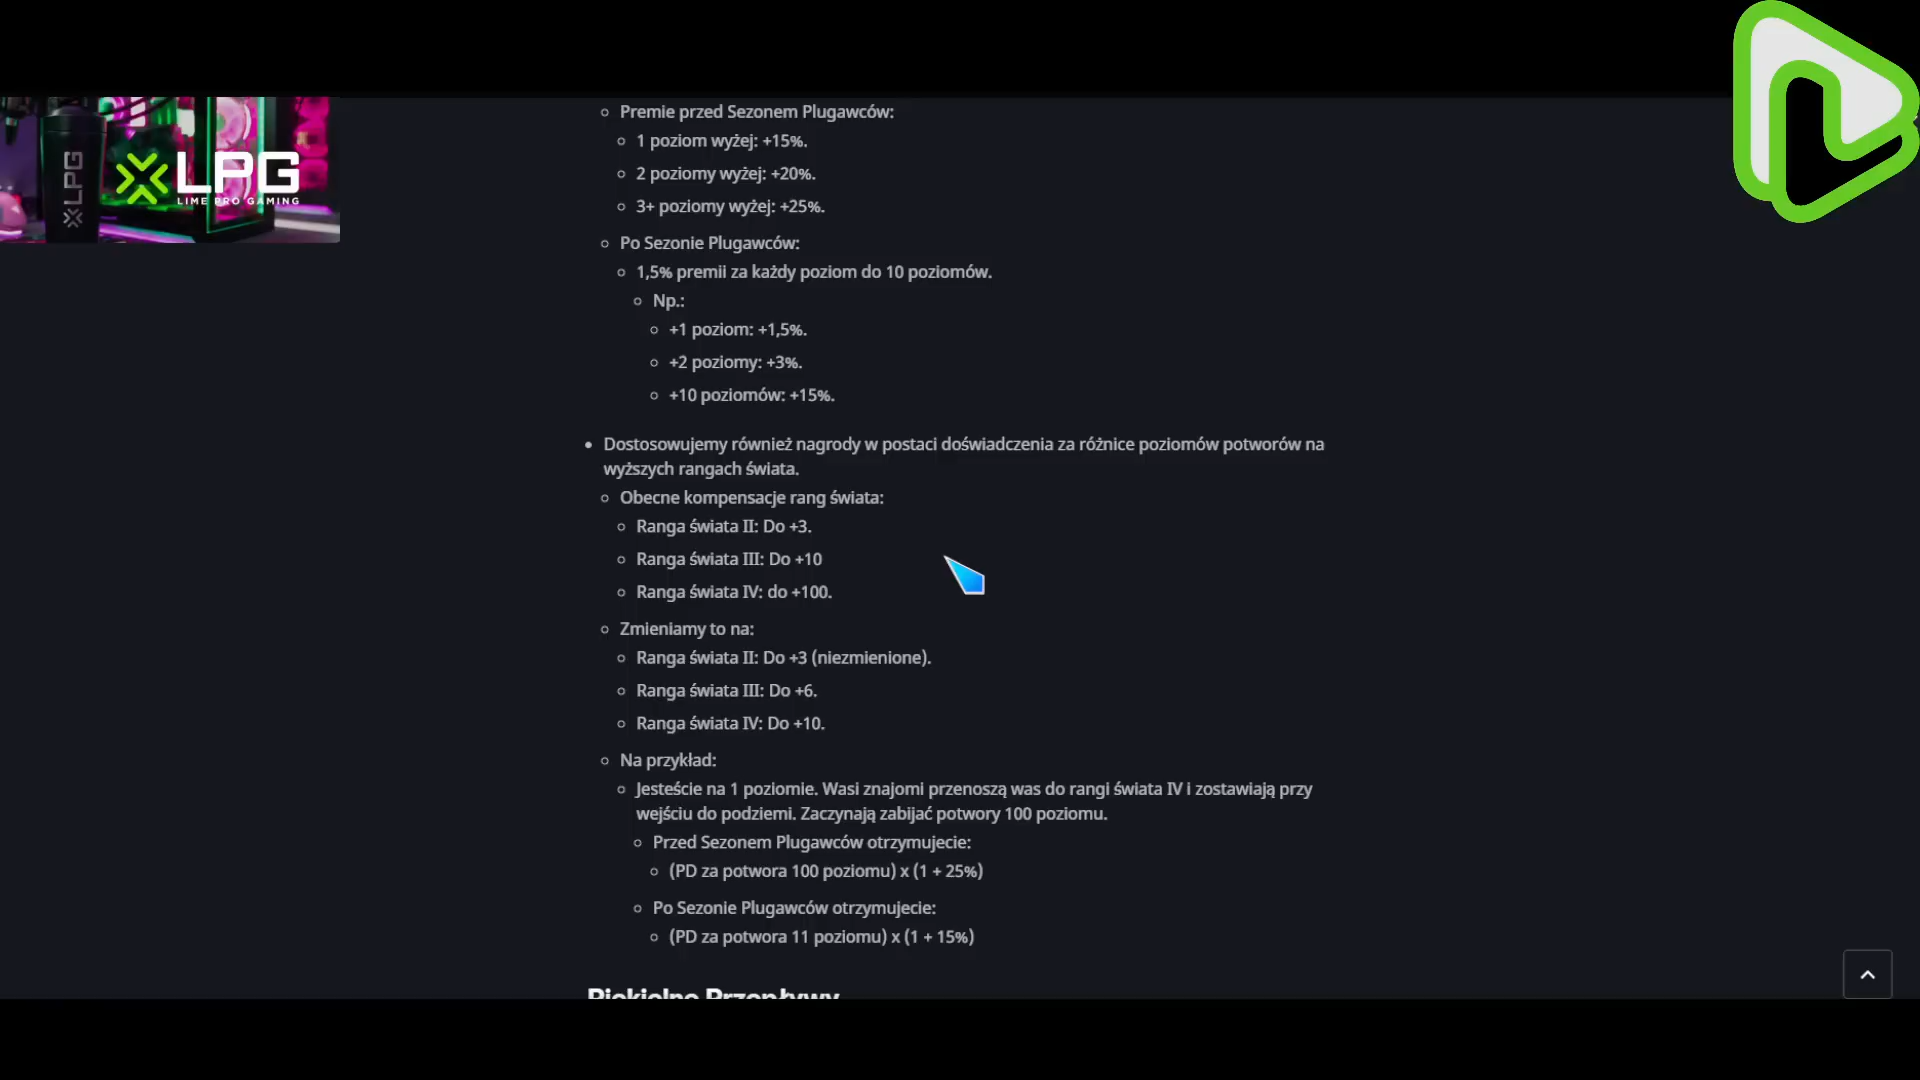 Premie przed Sezonem Plugawców:
1 poziom wyżej: +15%.
2 poziomy wyżej: +20%.
3+ poziomy wyżej: +25%.
Po Sezonie Plugawców:
1,5% premii za każdy poziom do 10 poziomów.
Np.:
+1 poziom: +1,5%.
+2 poziomy: +3%.
+10 poziomów: +15%.
Dostosowujemy również nagrody w postaci doświadczenia za różnice poziomów potworów na
wyższych rangach świata.
Obecne kompensacje rang świata:
Ranga świata II: Do +3.
Ranga świata III: Do +10
Ranga świata IV: do +100.
Zmieniamy to na:
Ranga świata II: Do +3 (niezmienione).
Ranga świata III: Do +6.
Ranga świata IV: Do +10.
Na przykład:
Jesteście na 1 poziomie. Wasi znajomi przenoszą was do rangi świata IV i zostawiają przy
wejściu do podziemi. Zaczynają zabijać potwory 100 poziomu.
Przed Sezonem Plugawców otrzymujecie:
(PD za potwora 100 poziomu) x (1 + 25%)
Po Sezonie Plugawców otrzymujecie:
(PD za potwora 11 poziomu) x (1 + 15%)
Piekielne Przepływy
LPG
LPG
LIME PRO GAMING